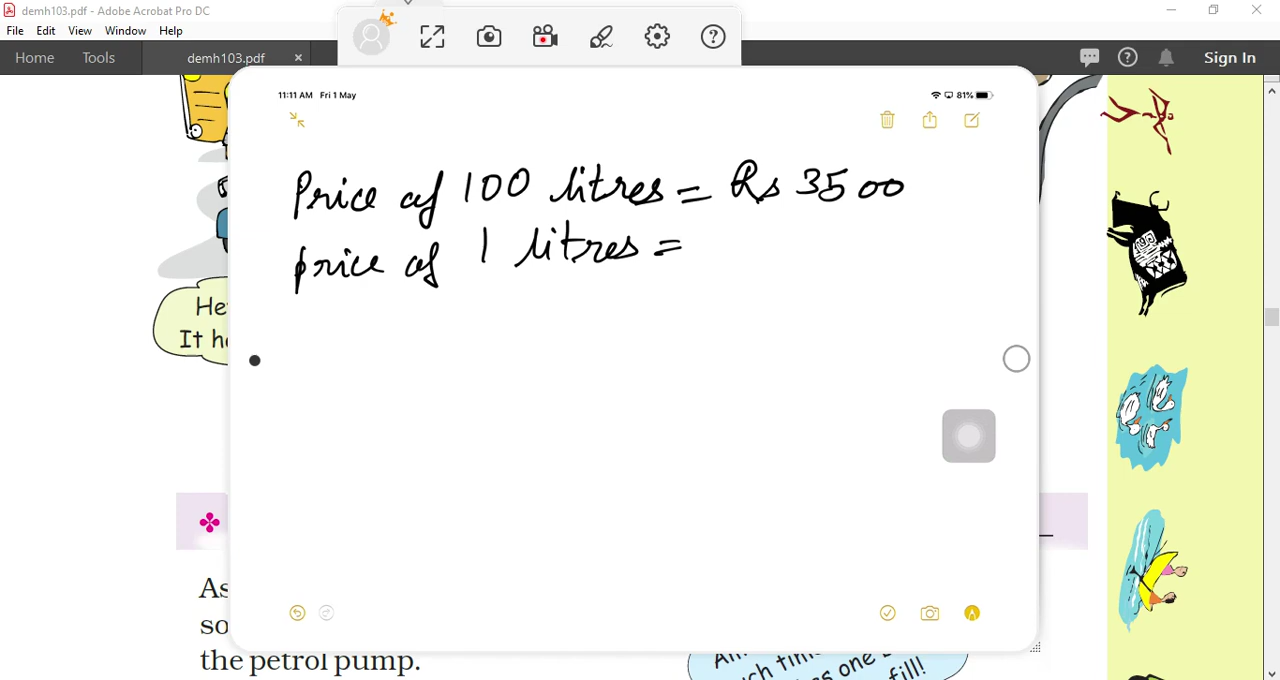 demh103.pdf - Adobe Acrobat Pro DC
File Edit View Window Help
Home Tools demh103.pdf × Sign In
11:11 AM Fri 1 May 81%
Price of 100 litres = Rs 3500
price of 1 litres =
He
It h
As
so
the petrol pump.
one
fill!